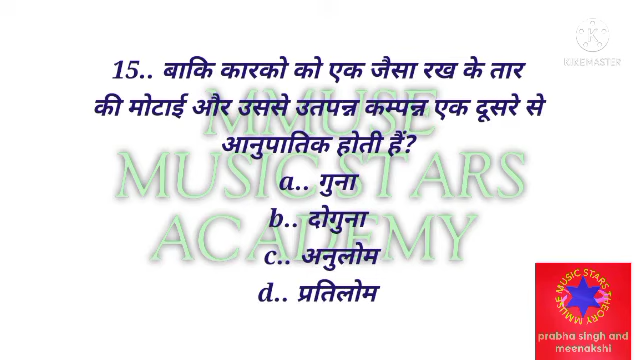 KINEMASTER
15.. बाकि कारको को एक जैसा रख के तार
की मोटाई और उससे उतपन्न कम्पन्न एक दूसरे से
आनुपातिक होती हैं?
a.. गुना
b.. दोगुना
c.. अनुलोम
d.. प्रतिलोम
MMUSE
MUSIC STARS
ACADEMY
MMUSE MUSIC STARS THEORY
prabha singh and
meenakshi